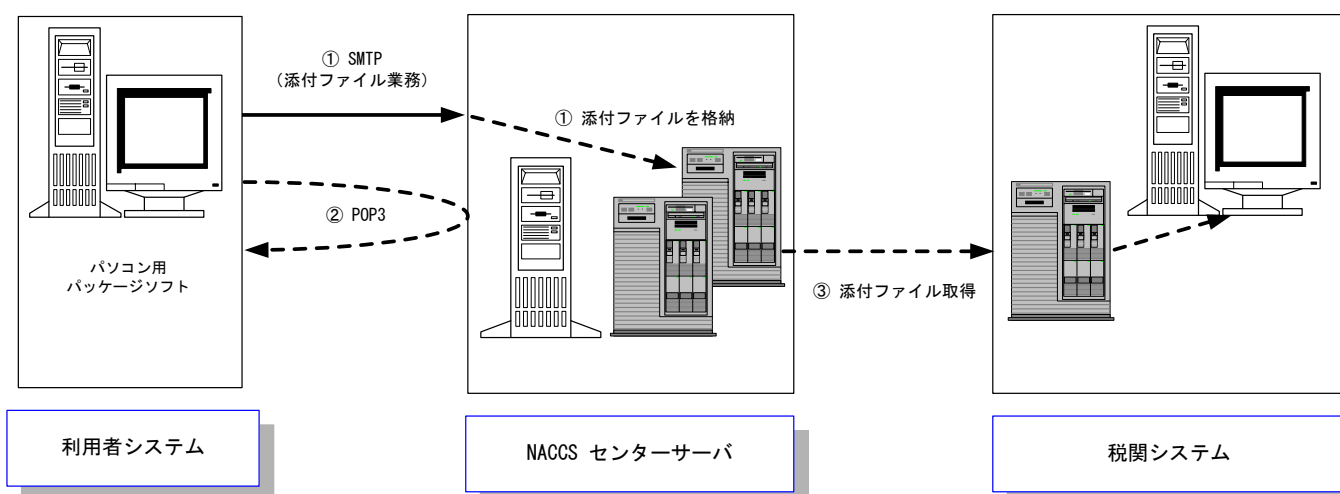 ① SMTP
(添付ファイル業務)
① 添付ファイルを格納
② POP3
パソコン用
パッケージソフト
③ 添付ファイル取得
利用者システム
NACCS センターサーバ
税関システム